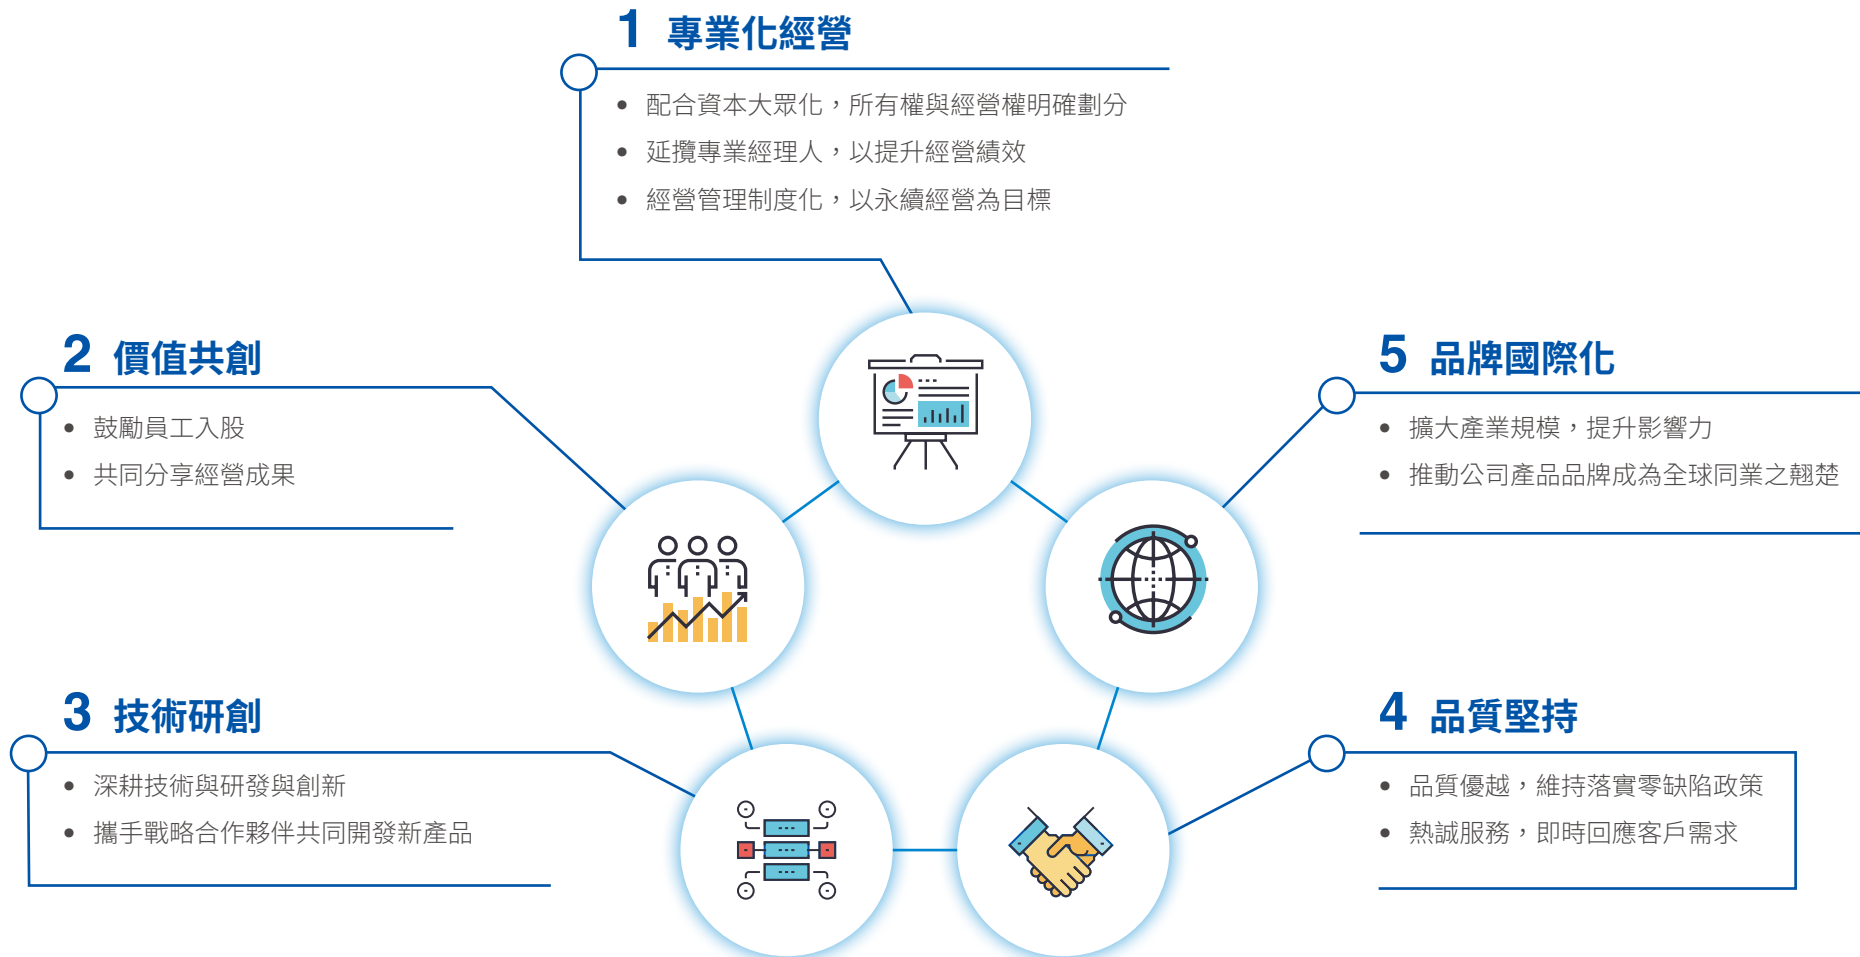 1 專業化經營
配合資本大眾化，所有權與經營權明確劃分
延攬專業經理人，以提升經營績效
經營管理制度化，以永續經營為目標
2 價值共創
鼓勵員工入股
共同分享經營成果
3 技術研創
深耕技術與研發與創新
攜手戰略合作夥伴共同開發新產品
4 品質堅持
品質優越，維持落實零缺陷政策
熱誠服務，即時回應客戶需求
5 品牌國際化
擴大產業規模，提升影響力
推動公司產品品牌成為全球同業之翹楚